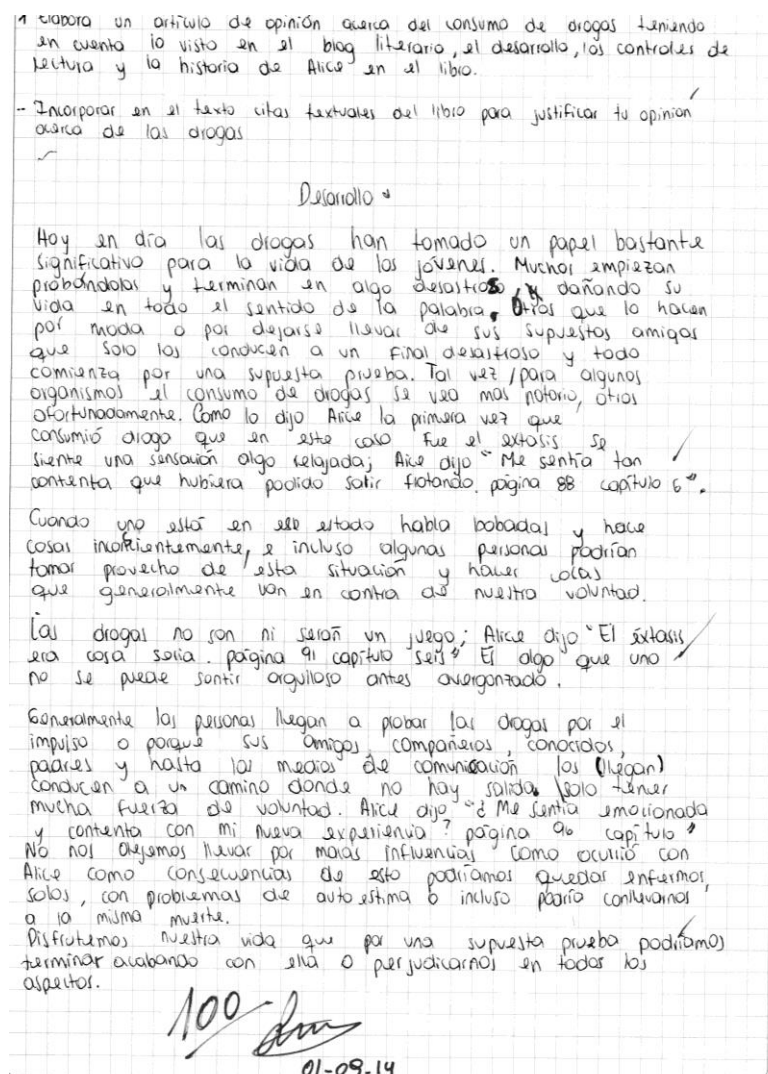 1 Elabora un artículo de opinión acerca del consumo de drogas teniendo
en cuenta lo visto en el blog literario, el desarrollo, los controles de
lectura y la historia de Alice en el libro.
- Incorporar en el texto citas textuales del libro para justificar tu opinión
acerca de las drogas
Desarrollo
Hoy en día las drogas han tomado un papel bastante
significativo para la vida de los jóvenes. Muchos empiezan
probandolas y terminan en algo desastroso, dañando su
vida en todo el sentido de la palabra. Otros que lo hacen
por moda o por dejarse llevar de sus supuestos amigos
que solo los conducen a un final desastroso y todo
comienza por una supuesta prueba. Tal vez para algunos
organismos el consumo de drogas se vea mas notorio, otros
afortunadamente. Como lo dijo Alice la primera vez que
consumió droga que en este caso fue el extasis se
siente una sensación algo relajada; Alice dijo "Me sentía tan
contenta que hubiera podido salir flotando. página 88 capítulo 6".
Cuando uno está en ese estado habla bobadas y hace
cosas inconcientemente, e incluso algunas personas podrían
tomar provecho de esta situación y hacer cosas
que generalmente van en contra de nuestra voluntad.
Las drogas no son ni serán un juego; Alice dijo "El éxtasis
era cosa seria. página 91 capítulo seis" Es algo que uno
no se puede sentir orgulloso antes avergonzado.
Generalmente las personas llegan a probar las drogas por el
impulso o porque sus amigos, compañeros, conocidos,
padres y hasta los medios de comunicación los (llegan)
conducen a un camino donde no hay salida, solo tener
mucha fuerza de voluntad. Alice dijo "¿Me sentía emocionada
y contenta con mi nueva experiencia? página 96 capítulo"
No nos dejemos llevar por malas influencias como ocurrió con
Alice como consecuencias de esto podríamos quedar enfermos,
solos, con problemas de auto estima o incluso podría conllevarnos
a la misma muerte.
Disfrutemos nuestra vida que por una supuesta prueba podríamos
terminar acabando con ella o perjudicarnos en todos los
aspectos.
100
01-09-14